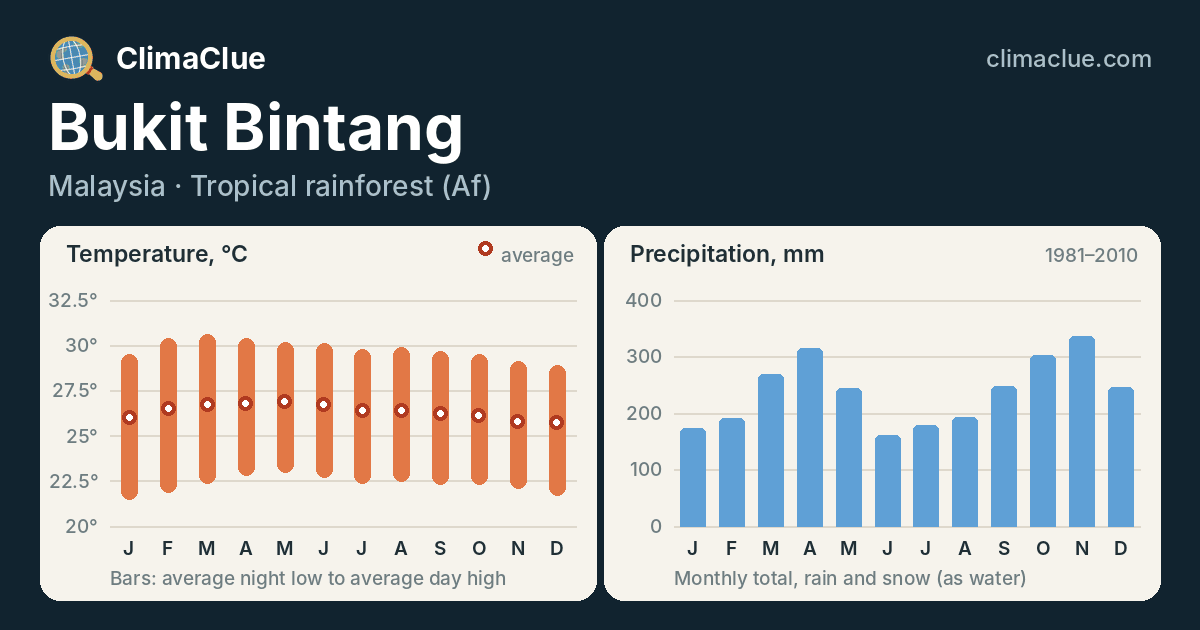 ClimaClue
climaclue.com
Bukit Bintang
Malaysia · Tropical rainforest (Af)
Temperature, °C
average
32.5°
30°
27.5°
25°
22.5°
20°
J F M A M J J A S O N D
Bars: average night low to average day high
Precipitation, mm
1981–2010
400
300
200
100
0
J F M A M J J A S O N D
Monthly total, rain and snow (as water)